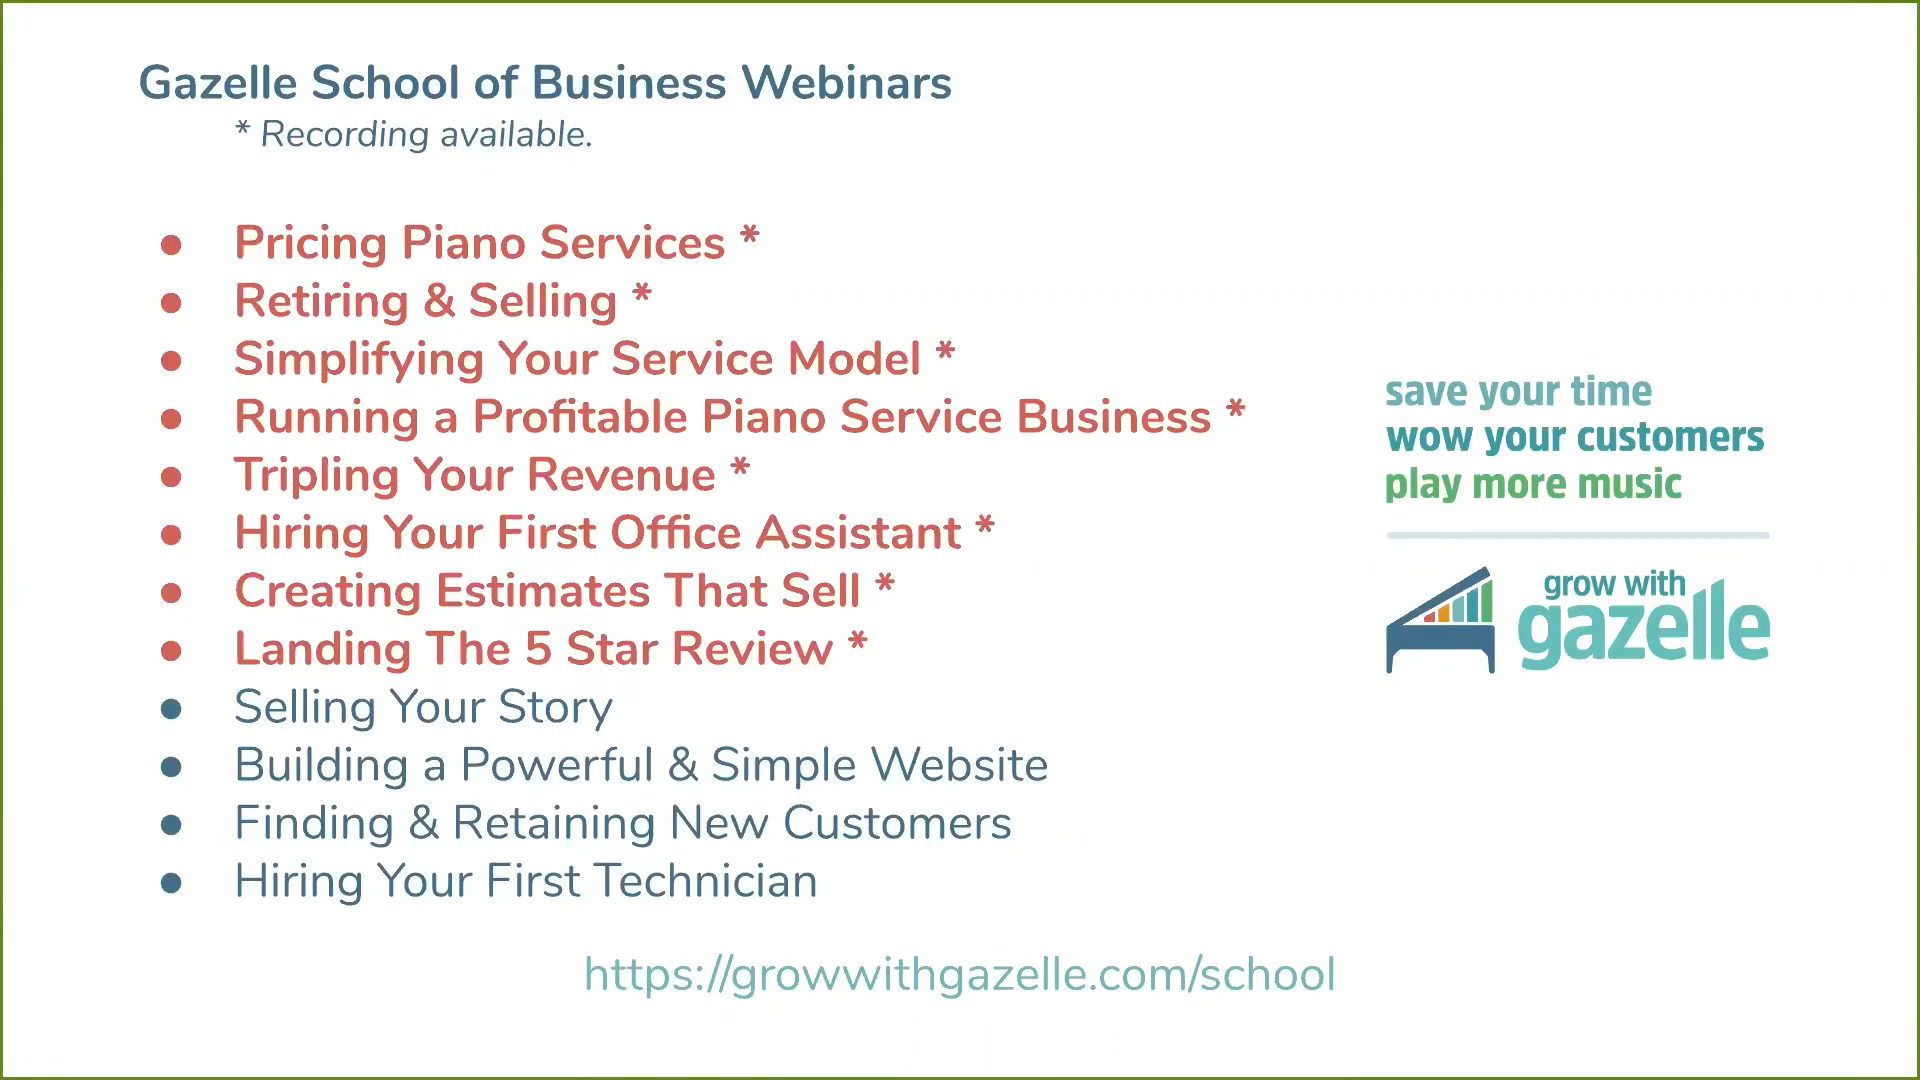 Gazelle School of Business Webinars
* Recording available.
● Pricing Piano Services *
● Retiring & Selling *
● Simplifying Your Service Model *
● Running a Profitable Piano Service Business *
● Tripling Your Revenue *
● Hiring Your First Office Assistant *
● Creating Estimates That Sell *
● Landing The 5 Star Review *
● Selling Your Story
● Building a Powerful & Simple Website
● Finding & Retaining New Customers
● Hiring Your First Technician
save your time
wow your customers
play more music
grow with
gazelle
https://growwithgazelle.com/school